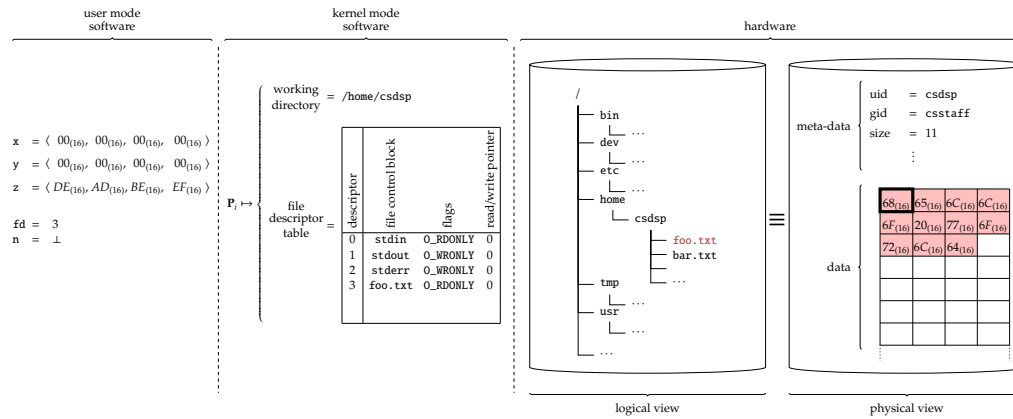 user mode
software
kernel mode
software
hardware
x = ⟨ 00(16), 00(16), 00(16), 00(16) ⟩
y = ⟨ 00(16), 00(16), 00(16), 00(16) ⟩
z = ⟨ DE(16), AD(16), BE(16), EF(16) ⟩
fd = 3
n = ⊥
Pᵢ ↦
working
directory = /home/csdsp
file
descriptor
table =
descriptor file control block flags read/write pointer
0 stdin O_RDONLY 0
1 stdout O_WRONLY 0
2 stderr O_WRONLY 0
3 foo.txt O_RDONLY 0
/
bin
...
dev
...
etc
...
home
csdsp
foo.txt
bar.txt
...
tmp
...
usr
...
...
logical view
≡
meta-data
uid = csdsp
gid = csstaff
size = 11
⋮
data
68(16) 65(16) 6C(16) 6C(16)
6F(16) 20(16) 77(16) 6F(16)
72(16) 6C(16) 64(16)
physical view